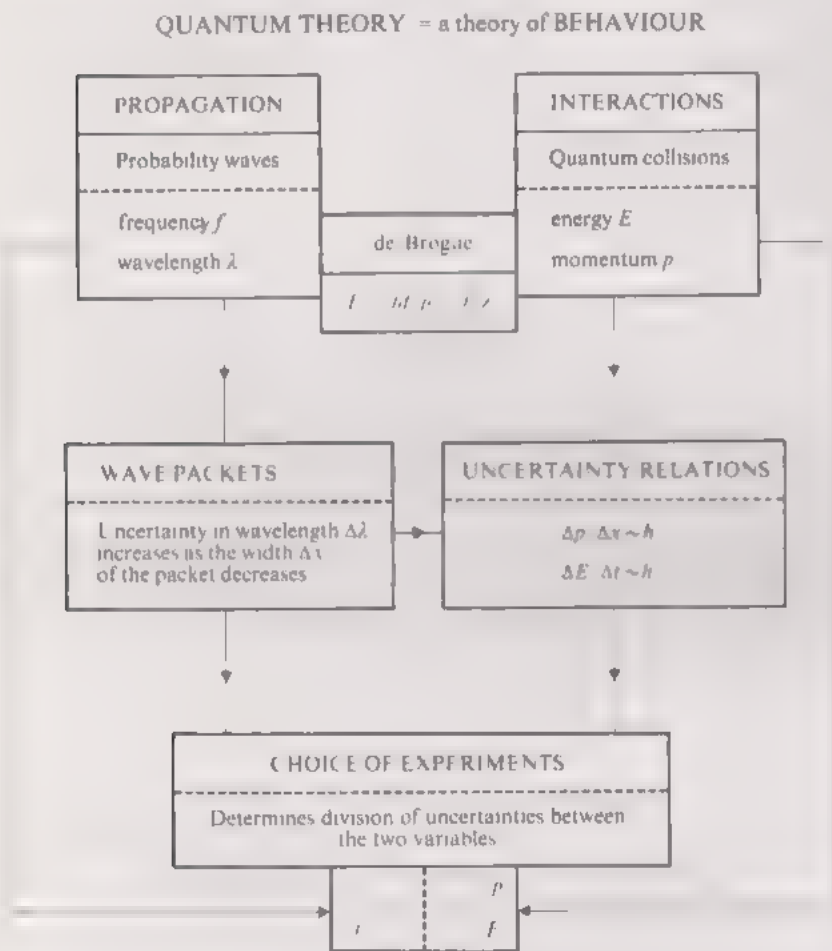 QUANTUM THEORY = a theory of BEHAVIOUR
PROPAGATION
Probability waves
frequency f
wavelength λ
INTERACTIONS
Quantum collisions
energy E
momentum p
de
WAVE PACKETS
Uncertainty in wavelength Δλ
increases as the width Δx
of the packet decreases
UNCERTAINTY RELATIONS
Δp Δx ~ h
ΔE Δt ~ h
CHOICE OF EXPERIMENTS
Determines division of uncertainties between
the two variables
p
E